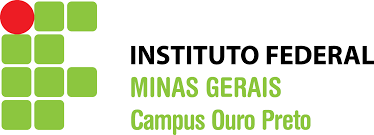 INSTITUTO FEDERAL
MINAS GERAIS
Campus Ouro Preto